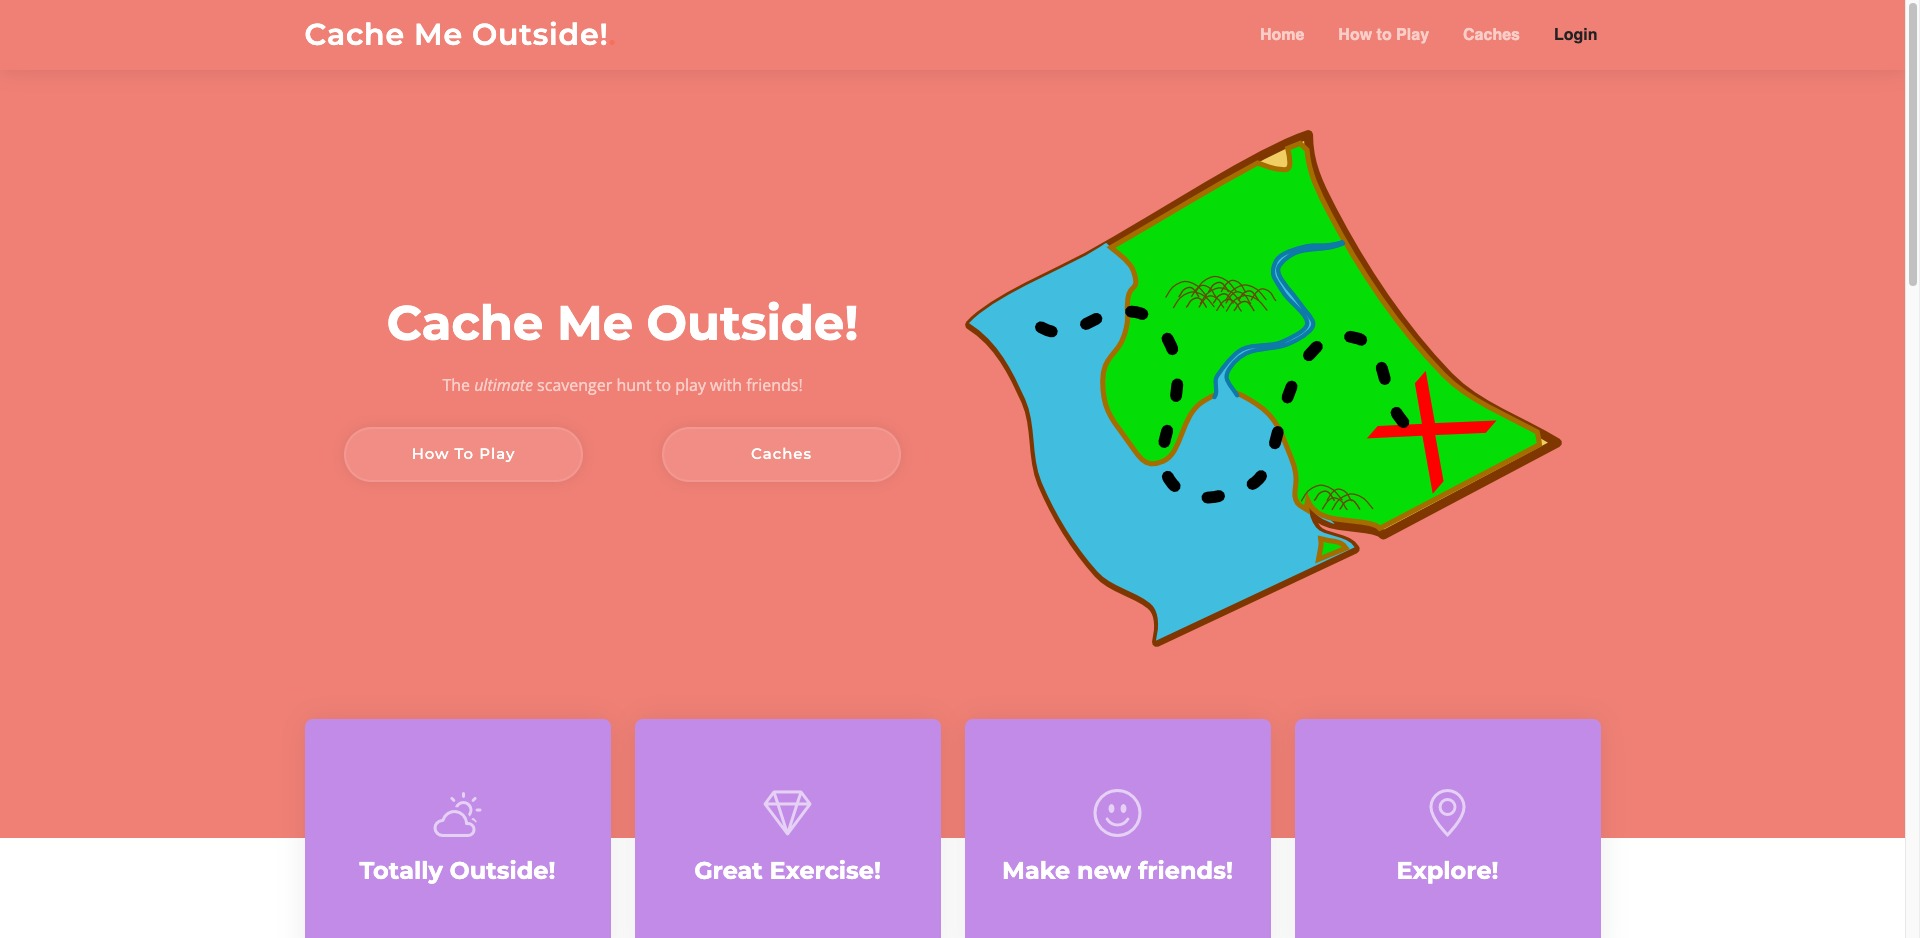 Cache Me Outside!
Home How to Play Caches Login
Cache Me Outside!
The ultimate scavenger hunt to play with friends!
How To Play Caches
Totally Outside! Great Exercise! Make new friends! Explore!